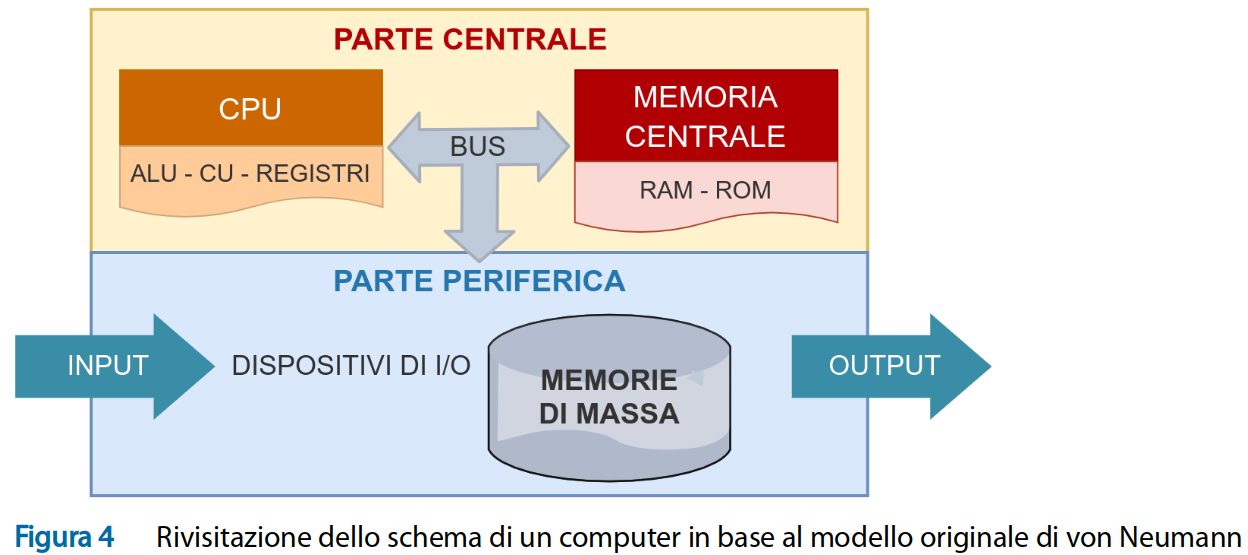 PARTE CENTRALE
CPU
ALU - CU - REGISTRI
BUS
MEMORIA
CENTRALE
RAM - ROM
PARTE PERIFERICA
INPUT
DISPOSITIVI DI I/O
MEMORIE
DI MASSA
OUTPUT
Figura 4 Rivisitazione dello schema di un computer in base al modello originale di von Neumann